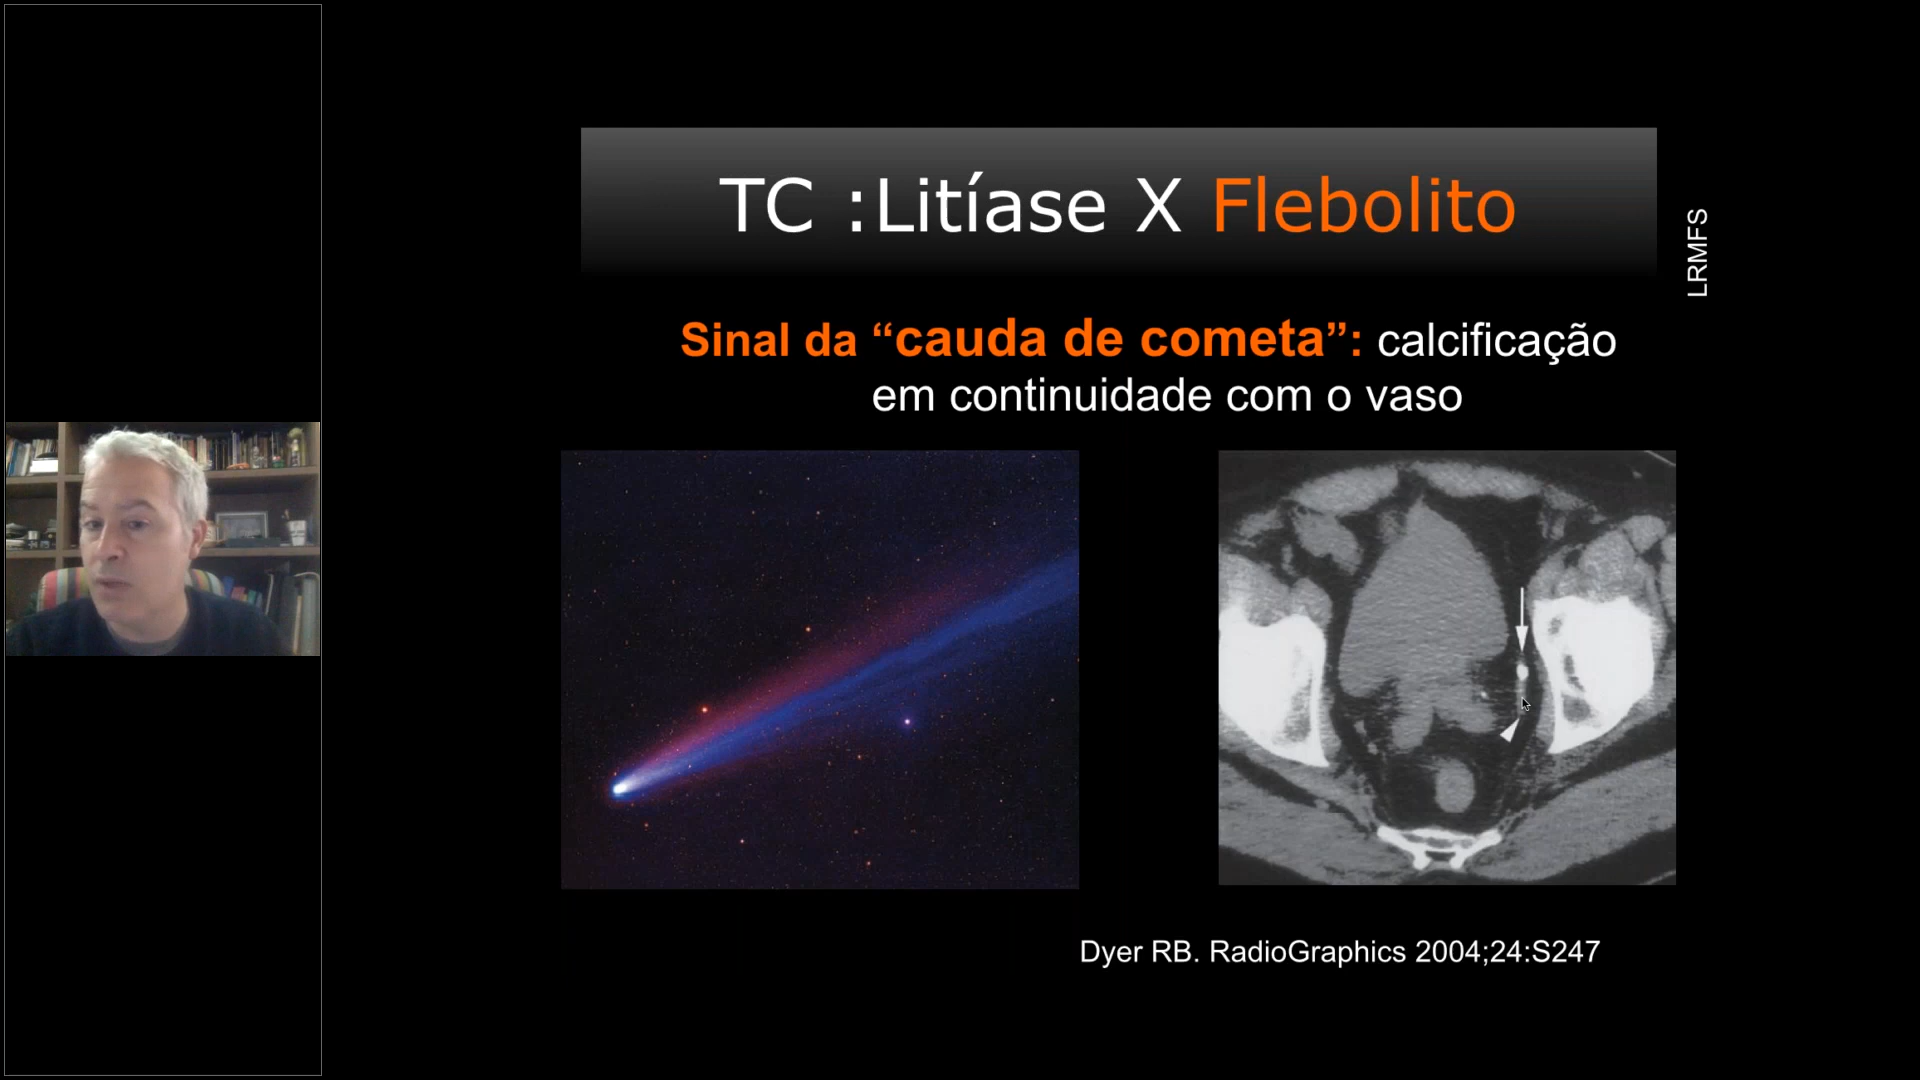 TC :Litíase X Flebolito
LRMFS
Sinal da “cauda de cometa”: calcificação
em continuidade com o vaso
Dyer RB. RadioGraphics 2004;24:S247